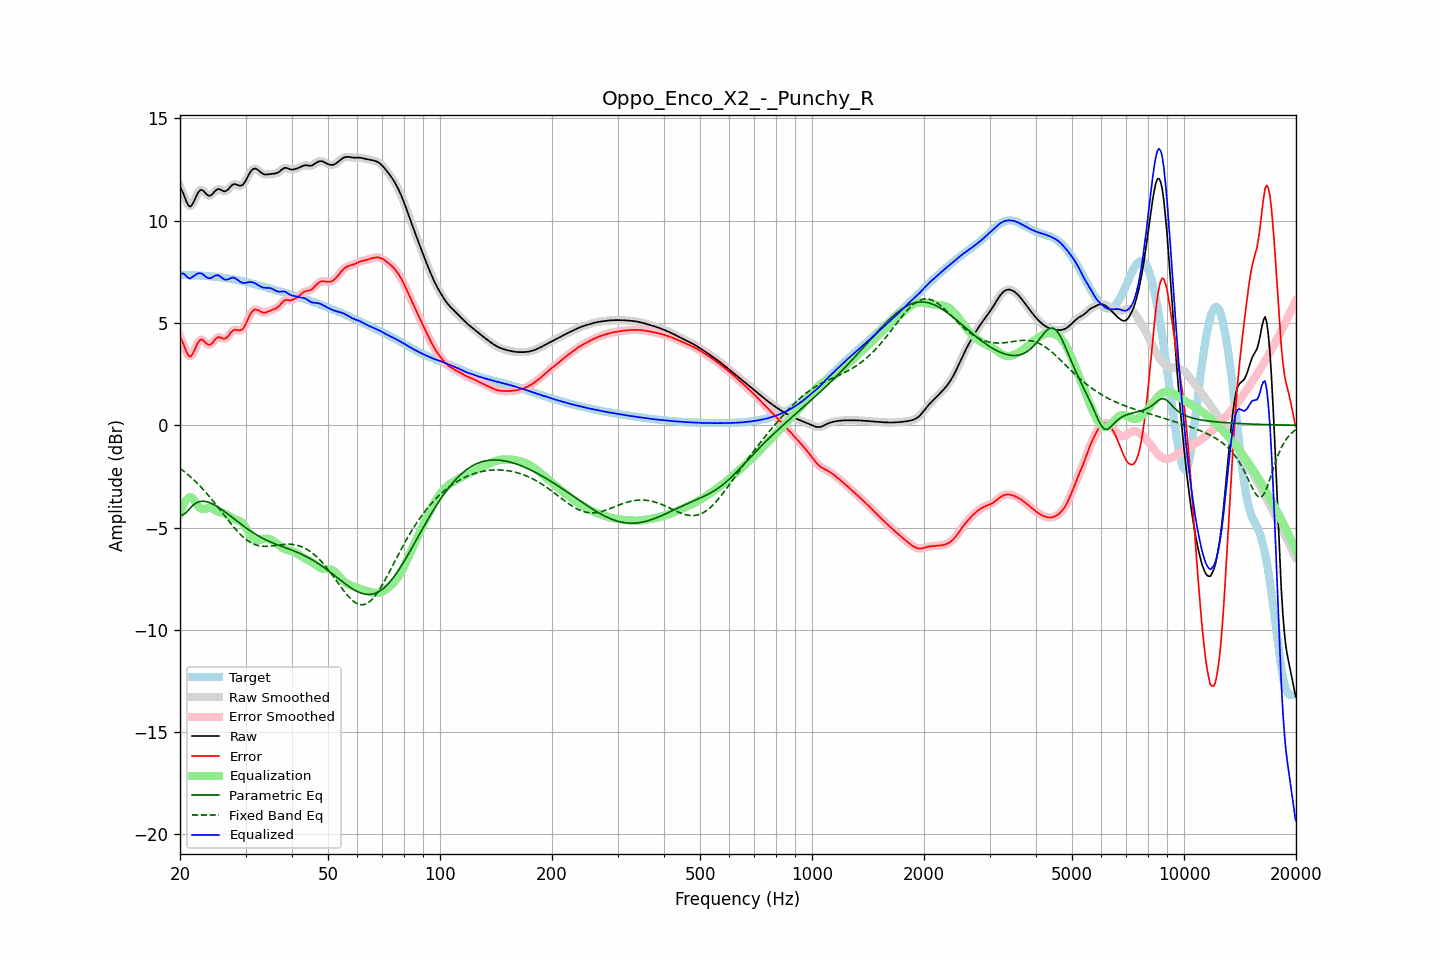 Oppo_Enco_X2_-_Punchy_R
Amplitude (dBr)
15
10
5
0
−5
−10
−15
−20
Target
Raw Smoothed
Error Smoothed
Raw
Error
Equalization
Parametric Eq
Fixed Band Eq
Equalized
20 50 100 200 500 1000 2000 5000 10000 20000
Frequency (Hz)